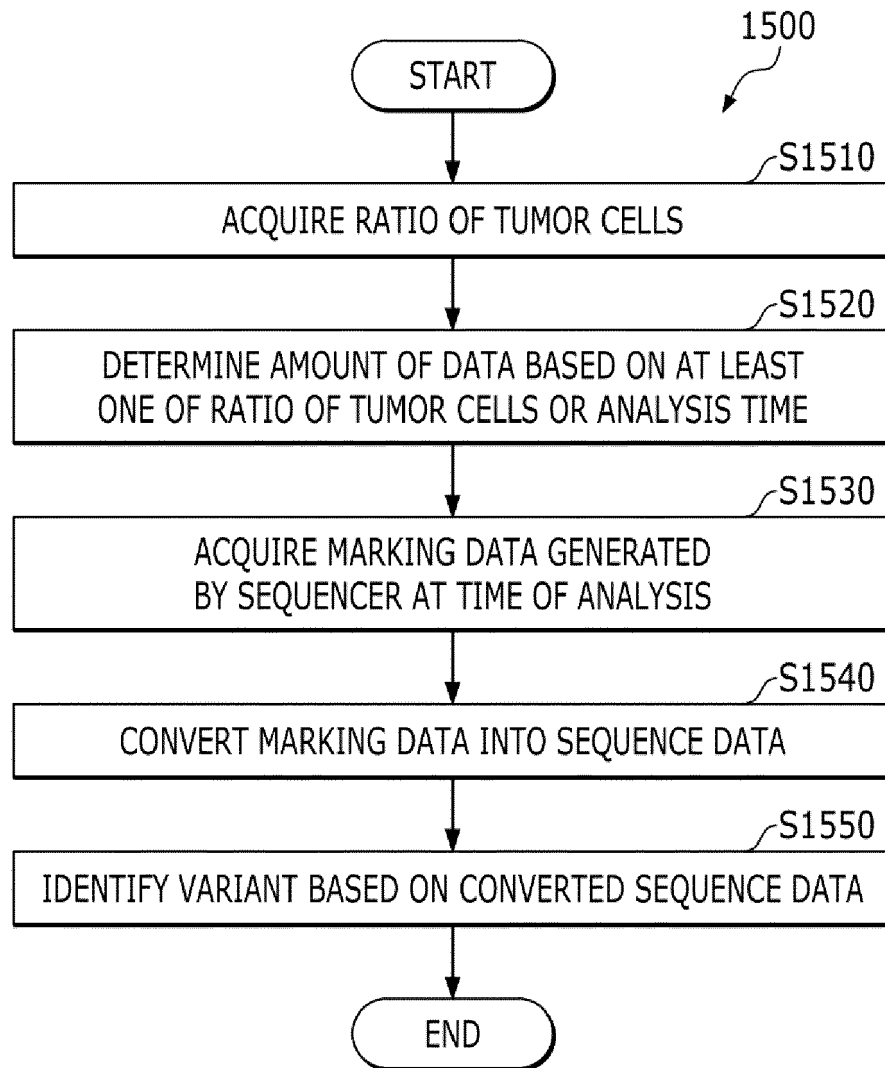 1500
START
S1510
ACQUIRE RATIO OF TUMOR CELLS
S1520
DETERMINE AMOUNT OF DATA BASED ON AT LEAST
ONE OF RATIO OF TUMOR CELLS OR ANALYSIS TIME
S1530
ACQUIRE MARKING DATA GENERATED
BY SEQUENCER AT TIME OF ANALYSIS
S1540
CONVERT MARKING DATA INTO SEQUENCE DATA
S1550
IDENTIFY VARIANT BASED ON CONVERTED SEQUENCE DATA
END